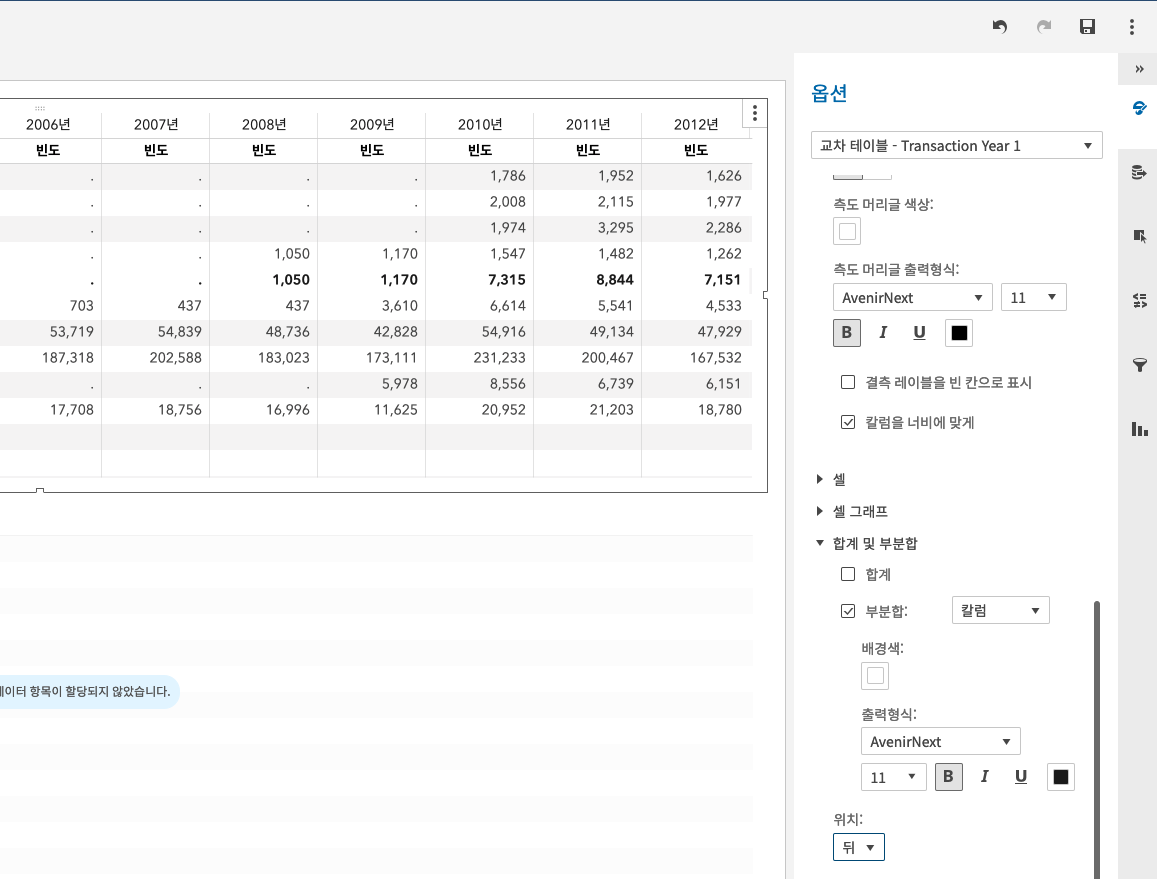 옵션
2006년 2007년 2008년 2009년 2010년 2011년 2012년
빈도 빈도 빈도 빈도 빈도 빈도 빈도
. . . . 1,786 1,952 1,626
. . . . 2,008 2,115 1,977
. . . . 1,974 3,295 2,286
. . 1,050 1,170 1,547 1,482 1,262
. . 1,050 1,170 7,315 8,844 7,151
703 437 437 3,610 6,614 5,541 4,533
53,719 54,839 48,736 42,828 54,916 49,134 47,929
187,318 202,588 183,023 173,111 231,233 200,467 167,532
. . . 5,978 8,556 6,739 6,151
17,708 18,756 16,996 11,625 20,952 21,203 18,780
항목이 할당되지 않았습니다.
교차 테이블 - Transaction Year 1
측도 머리글 색상:
측도 머리글 출력형식:
AvenirNext 11
B I U
결측 레이블을 빈 칸으로 표시
칼럼을 너비에 맞게
셀
셀 그래프
합계 및 부분합
합계
부분합: 칼럼
배경색:
출력형식:
AvenirNext
11 B I U
위치:
뒤